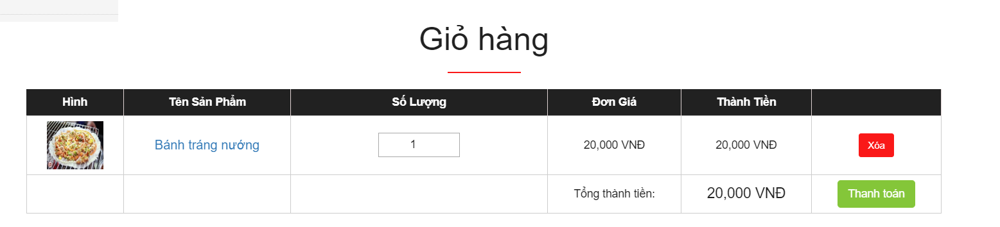 Giỏ hàng
Hình Tên Sản Phẩm Số Lượng Đơn Giá Thành Tiền
Bánh tráng nướng 1 20,000 VNĐ 20,000 VNĐ Xóa
Tổng thành tiền: 20,000 VNĐ Thanh toán